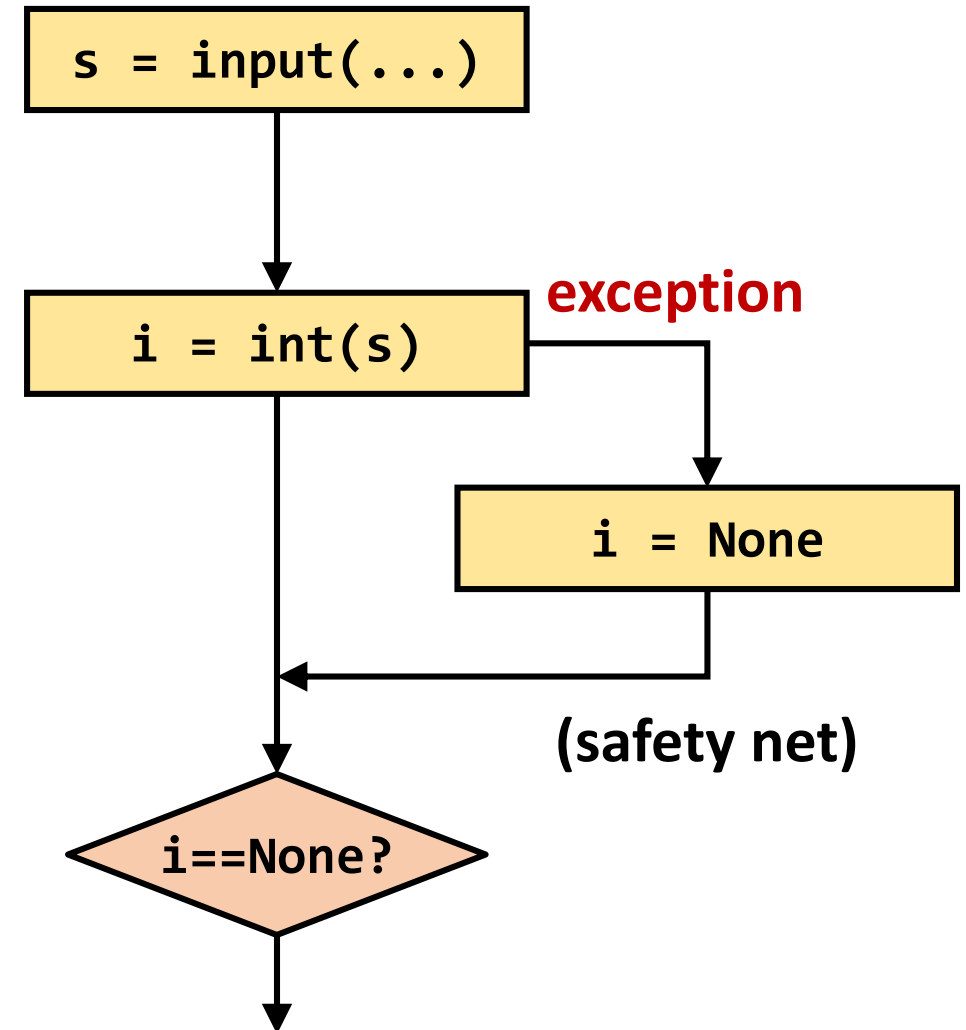 s = input(...)
exception
i = int(s)
i = None
(safety net)
i==None?